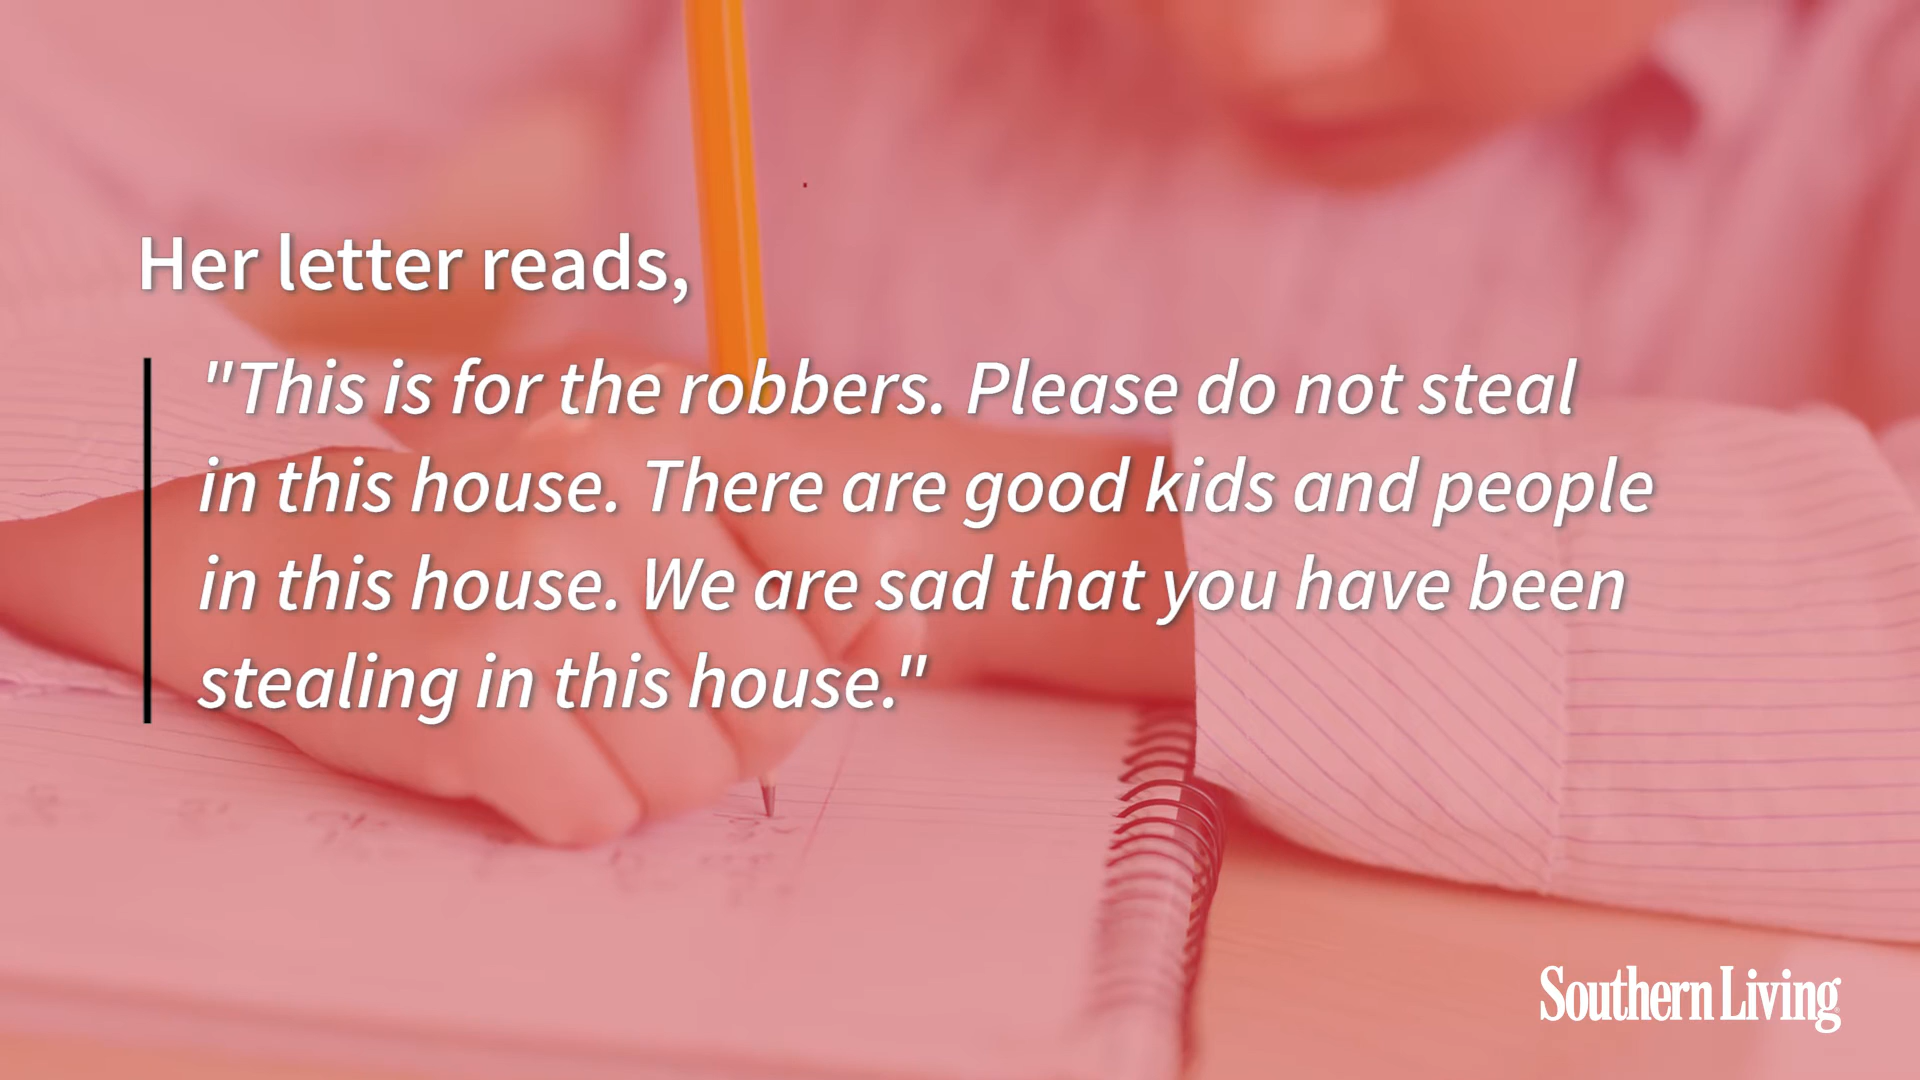 Her letter reads,
"This is for the robbers. Please do not steal
in this house. There are good kids and people
in this house. We are sad that you have been
stealing in this house."
Southern Living